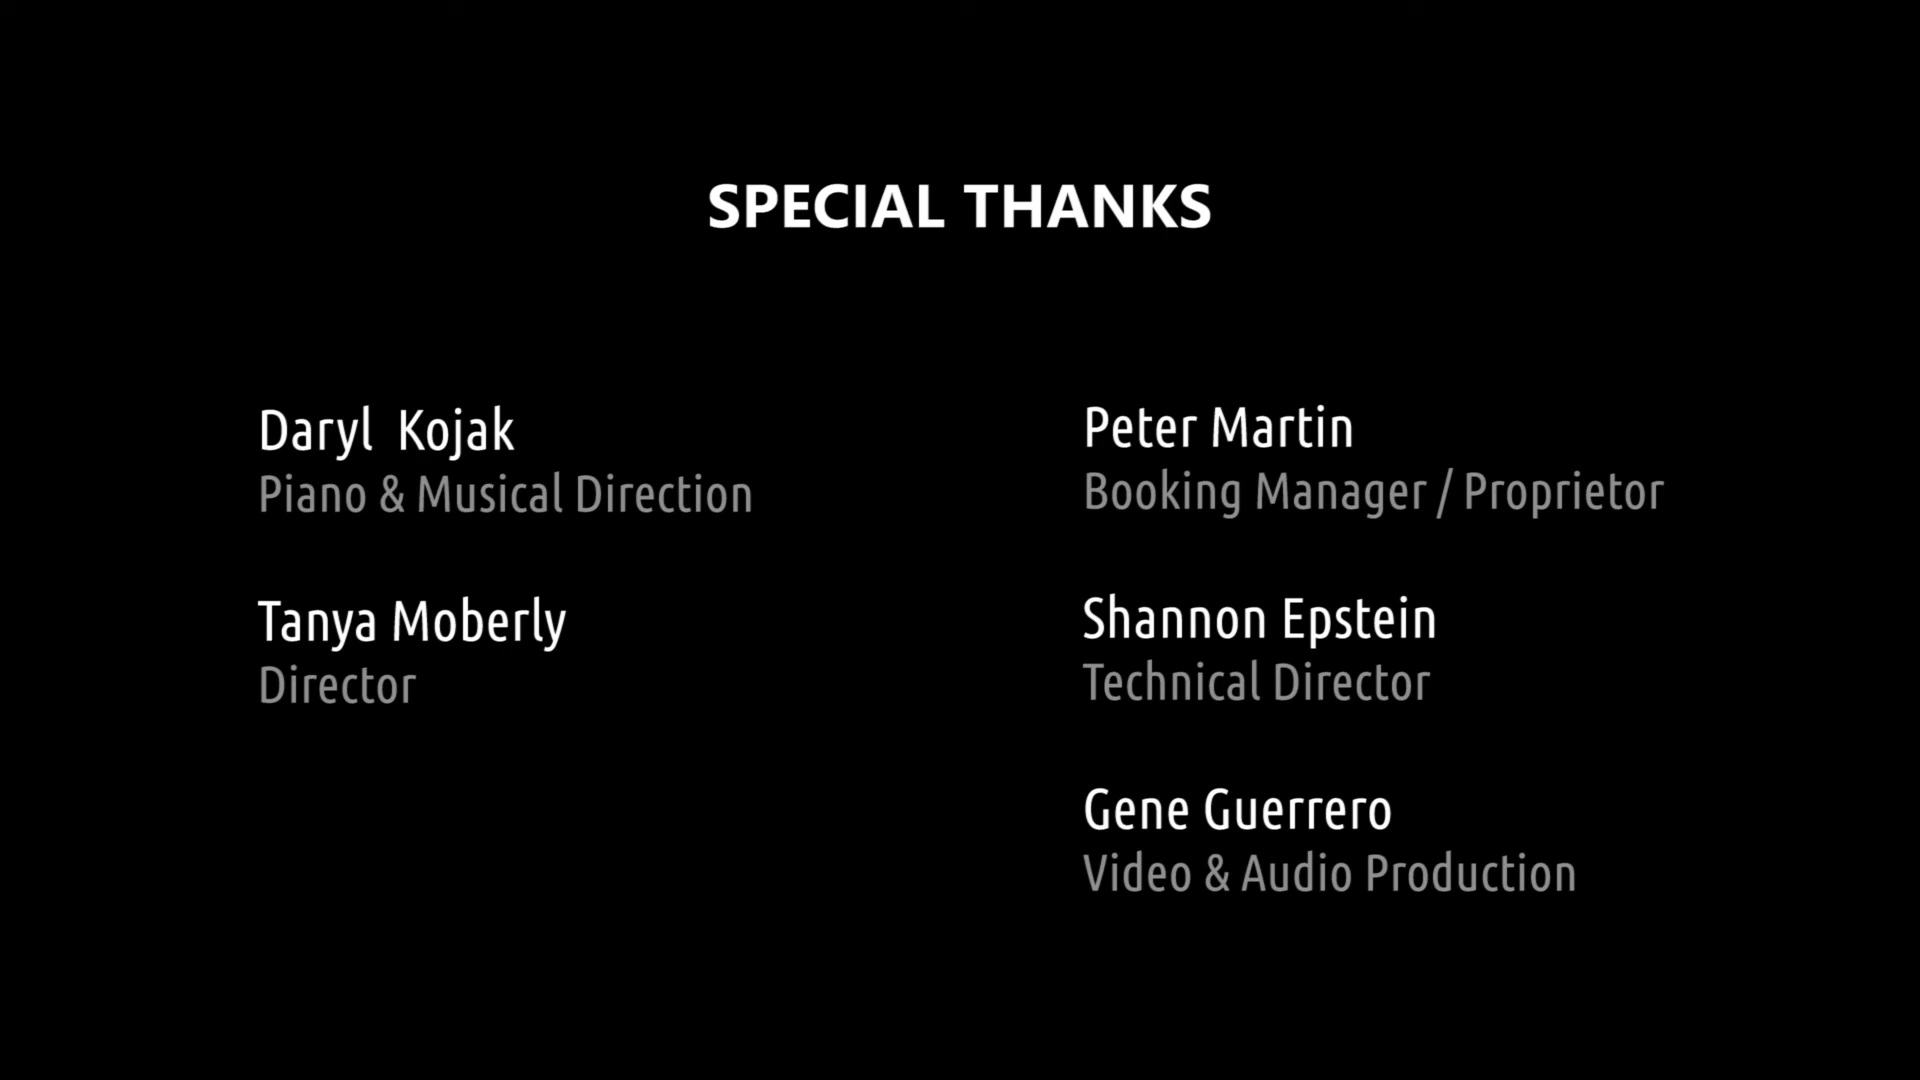 SPECIAL THANKS
Daryl  Kojak
Piano & Musical Direction
Tanya Moberly
Director
Peter Martin
Booking Manager / Proprietor
Shannon Epstein
Technical Director
Gene Guerrero
Video & Audio Production